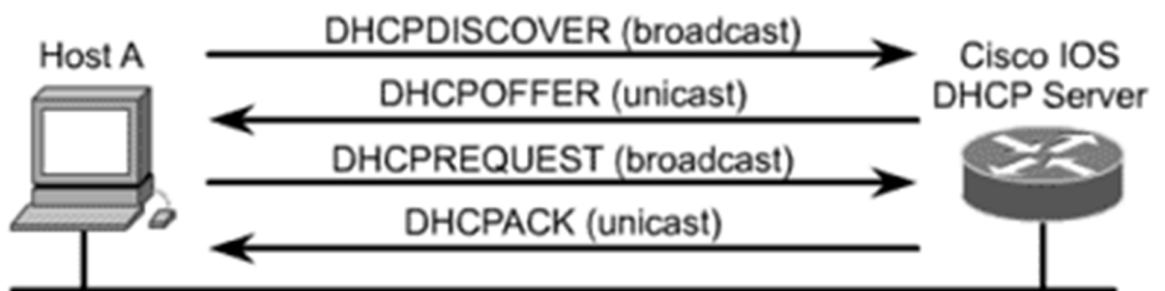 DHCPDISCOVER (broadcast)
Host A
Cisco IOS
DHCP Server
DHCPOFFER (unicast)
DHCPREQUEST (broadcast)
DHCPACK (unicast)